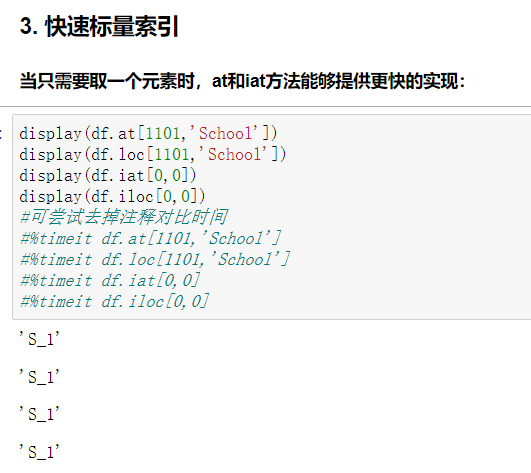 3. 快速标量索引
当只需要取一个元素时，at和iat方法能够提供更快的实现：
:
display(df.at[1101,'School'])
display(df.loc[1101,'School'])
display(df.iat[0,0])
display(df.iloc[0,0])
#可尝试去掉注释对比时间
#%timeit df.at[1101,'School']
#%timeit df.loc[1101,'School']
#%timeit df.iat[0,0]
#%timeit df.iloc[0,0]
'S_1'
'S_1'
'S_1'
'S_1'